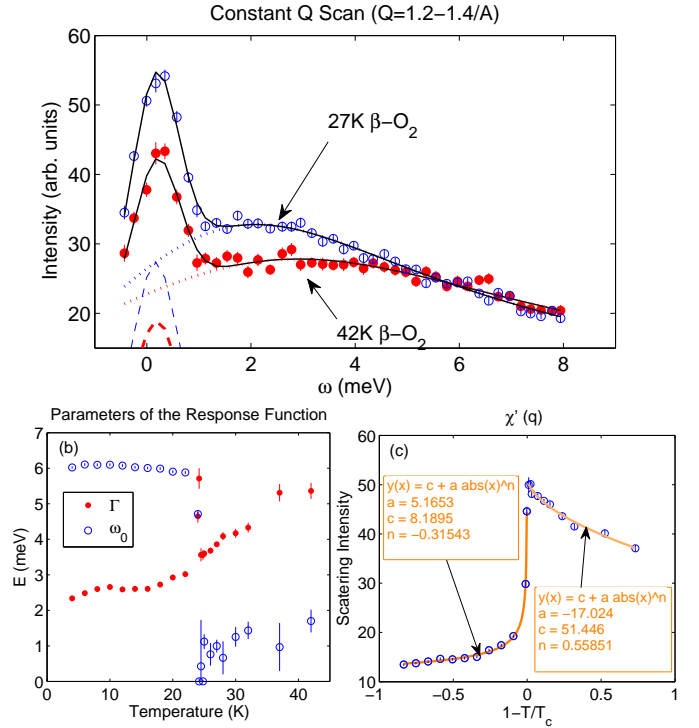 Constant Q Scan (Q=1.2−1.4/A)
60
50
40
30
20
Intensity (arb. units)
27K β−O2
42K β−O2
0
2
4
6
8
ω (meV)
Parameters of the Response Function
(b)
7
6
5
4
3
2
1
0
E (meV)
Γ
ω0
10
20
30
40
Temperature (K)
χ' (q)
(c)
60
50
40
30
20
10
Scatering Intensity
y(x) = c + a abs(x)^n
a = 5.1653
c = 8.1895
n = −0.31543
y(x) = c + a abs(x)^n
a = −17.024
c = 51.446
n = 0.55851
−1
−0.5
0
0.5
1
1−T/Tc